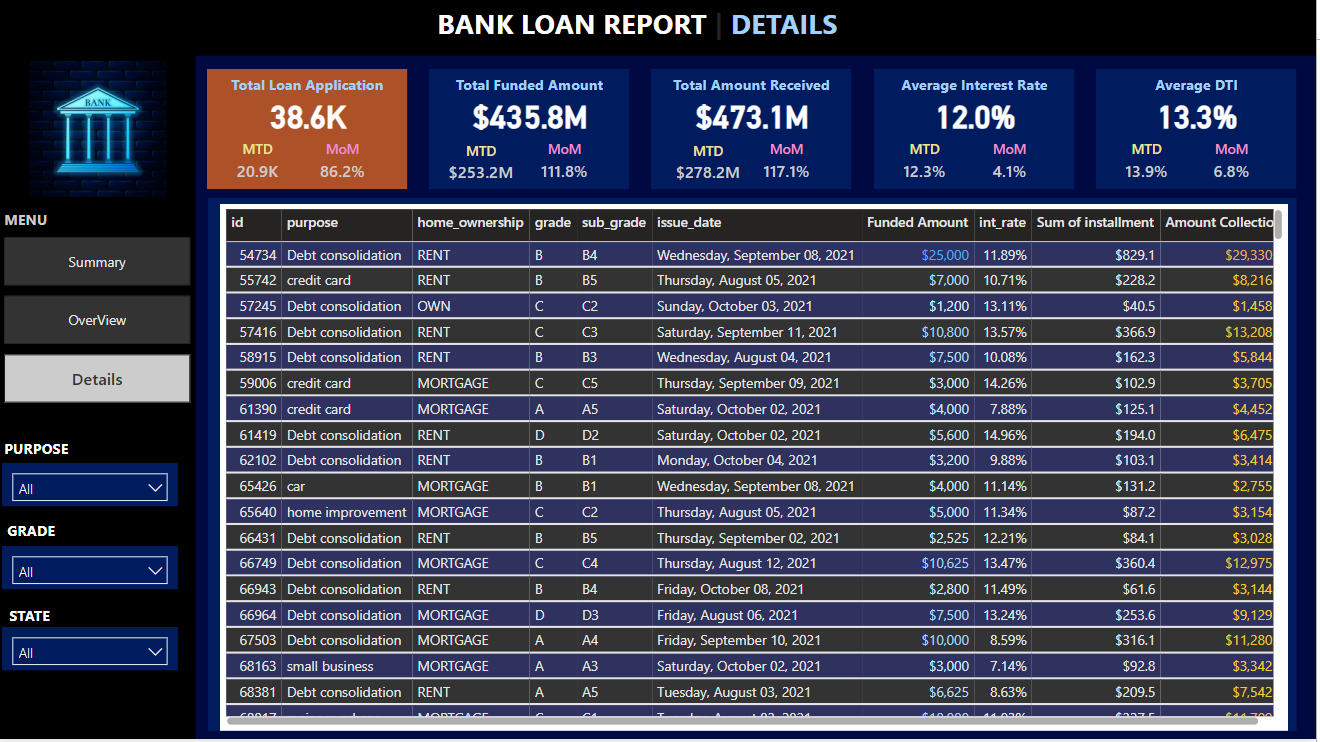 BANK LOAN REPORT | DETAILS
BANK
Total Loan Application
38.6K
MTD MoM
20.9K 86.2%
Total Funded Amount
$435.8M
MTD MoM
$253.2M 111.8%
Total Amount Received
$473.1M
MTD MoM
$278.2M 117.1%
Average Interest Rate
12.0%
MTD MoM
12.3% 4.1%
Average DTI
13.3%
MTD MoM
13.9% 6.8%
MENU
Summary
OverView
Details
PURPOSE
All
GRADE
All
STATE
All
id purpose home_ownership grade sub_grade issue_date Funded Amount int_rate Sum of installment Amount Collectio
54734 Debt consolidation RENT B B4 Wednesday, September 08, 2021 $25,000 11.89% $829.1 $29,330
55742 credit card RENT B B5 Thursday, August 05, 2021 $7,000 10.71% $228.2 $8,216
57245 Debt consolidation OWN C C2 Sunday, October 03, 2021 $1,200 13.11% $40.5 $1,458
57416 Debt consolidation RENT C C3 Saturday, September 11, 2021 $10,800 13.57% $366.9 $13,208
58915 Debt consolidation RENT B B3 Wednesday, August 04, 2021 $7,500 10.08% $162.3 $5,844
59006 credit card MORTGAGE C C5 Thursday, September 09, 2021 $3,000 14.26% $102.9 $3,705
61390 credit card MORTGAGE A A5 Saturday, October 02, 2021 $4,000 7.88% $125.1 $4,452
61419 Debt consolidation RENT D D2 Saturday, October 02, 2021 $5,600 14.96% $194.0 $6,475
62102 Debt consolidation RENT B B1 Monday, October 04, 2021 $3,200 9.88% $103.1 $3,414
65426 car MORTGAGE B B1 Wednesday, September 08, 2021 $4,000 11.14% $131.2 $2,755
65640 home improvement MORTGAGE C C2 Thursday, August 05, 2021 $5,000 11.34% $87.2 $3,154
66431 Debt consolidation RENT B B5 Thursday, September 02, 2021 $2,525 12.21% $84.1 $3,028
66749 Debt consolidation MORTGAGE C C4 Thursday, August 12, 2021 $10,625 13.47% $360.4 $12,975
66943 Debt consolidation RENT B B4 Friday, October 08, 2021 $2,800 11.49% $61.6 $3,144
66964 Debt consolidation MORTGAGE D D3 Friday, August 06, 2021 $7,500 13.24% $253.6 $9,129
67503 Debt consolidation MORTGAGE A A4 Friday, September 10, 2021 $10,000 8.59% $316.1 $11,280
68163 small business MORTGAGE A A3 Saturday, October 02, 2021 $3,000 7.14% $92.8 $3,342
68381 Debt consolidation RENT A A5 Tuesday, August 03, 2021 $6,625 8.63% $209.5 $7,542